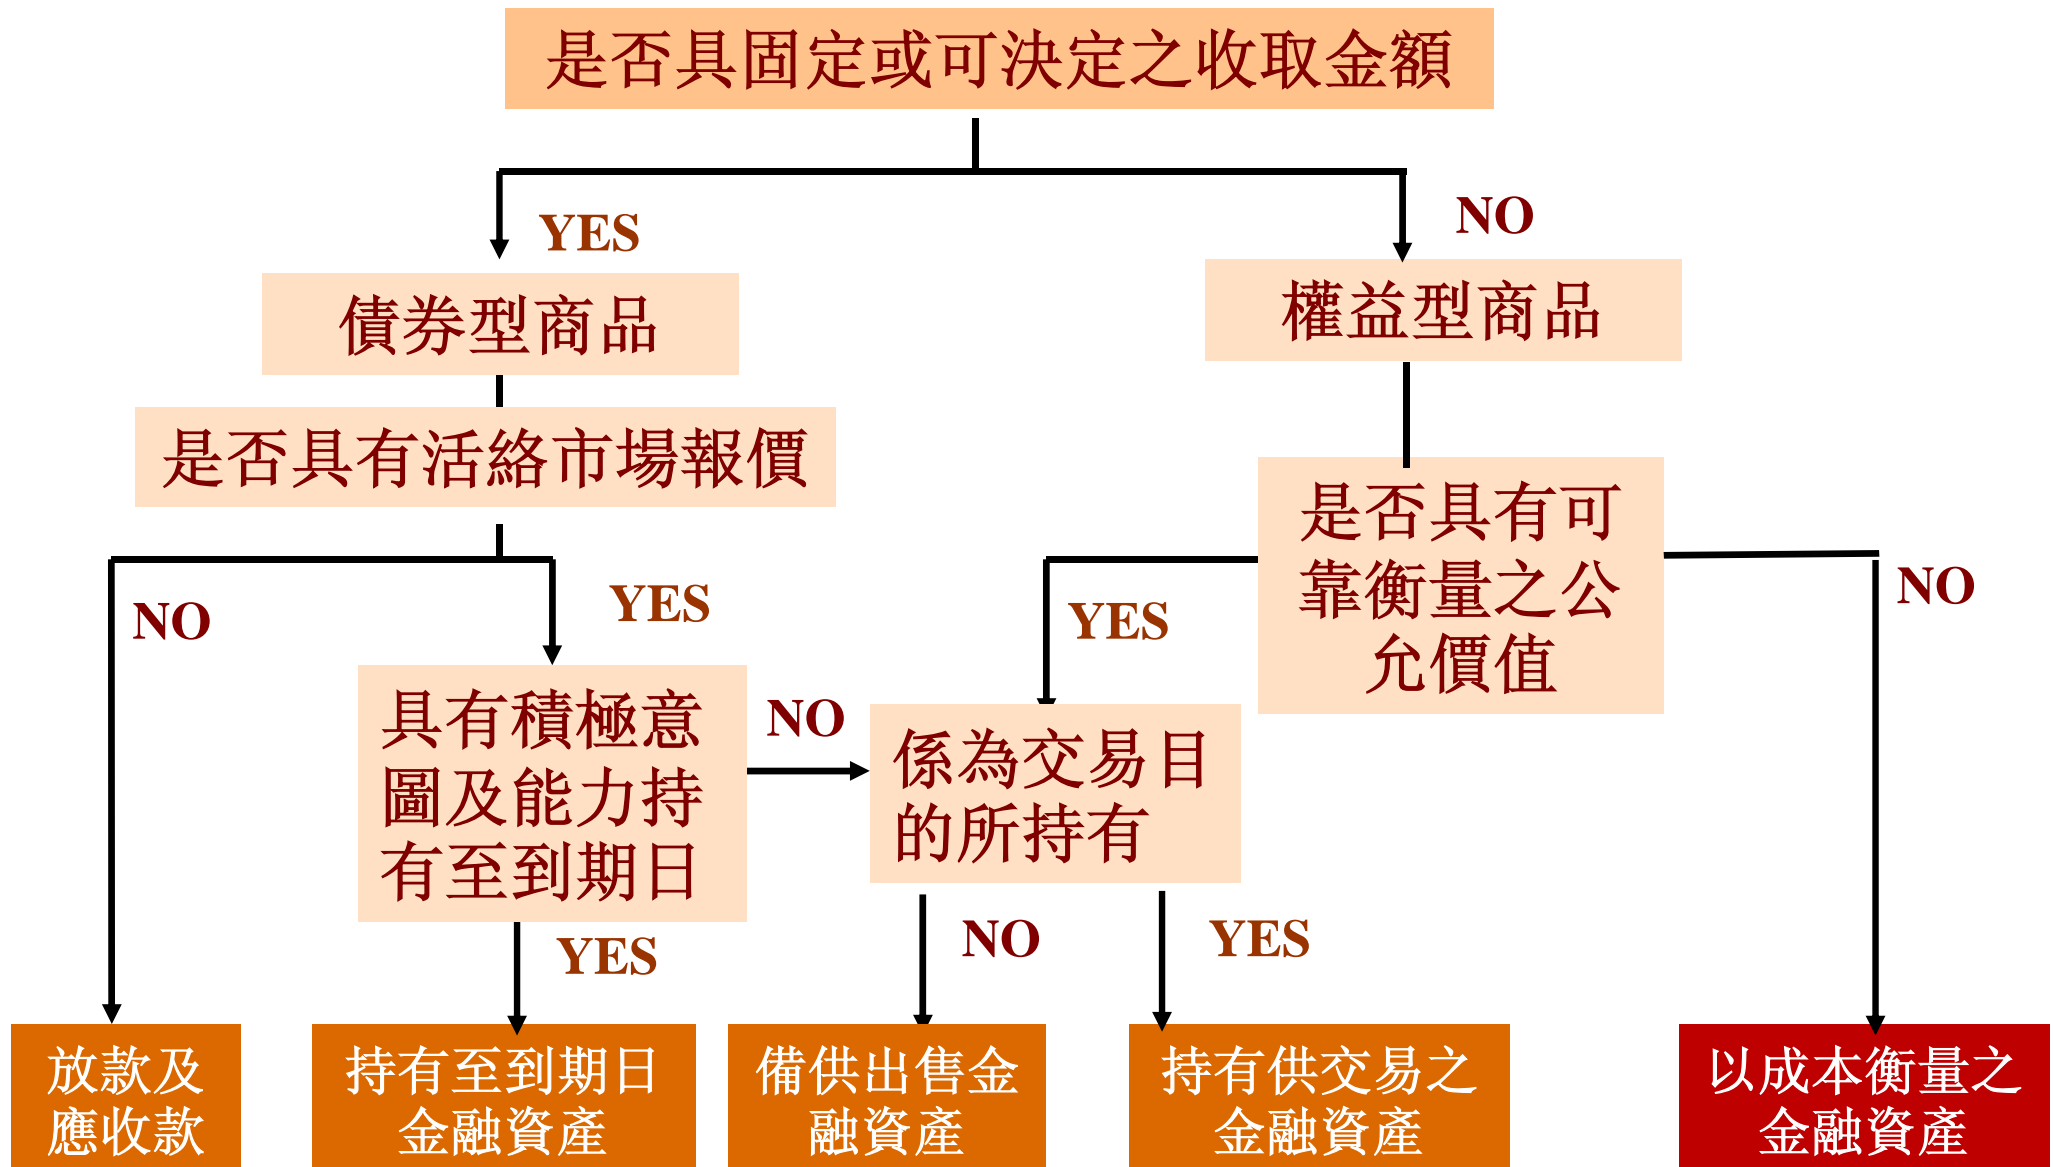 是否具固定或可決定之收取金額
YES
NO
債券型商品
權益型商品
是否具有活絡市場報價
是否具有可
靠衡量之公
允價值
NO
YES
YES
NO
具有積極意
圖及能力持
有至到期日
NO
係為交易目
的所持有
YES
NO
YES
放款及
應收款
持有至到期日
金融資產
備供出售金
融資產
持有供交易之
金融資產
以成本衡量之
金融資產